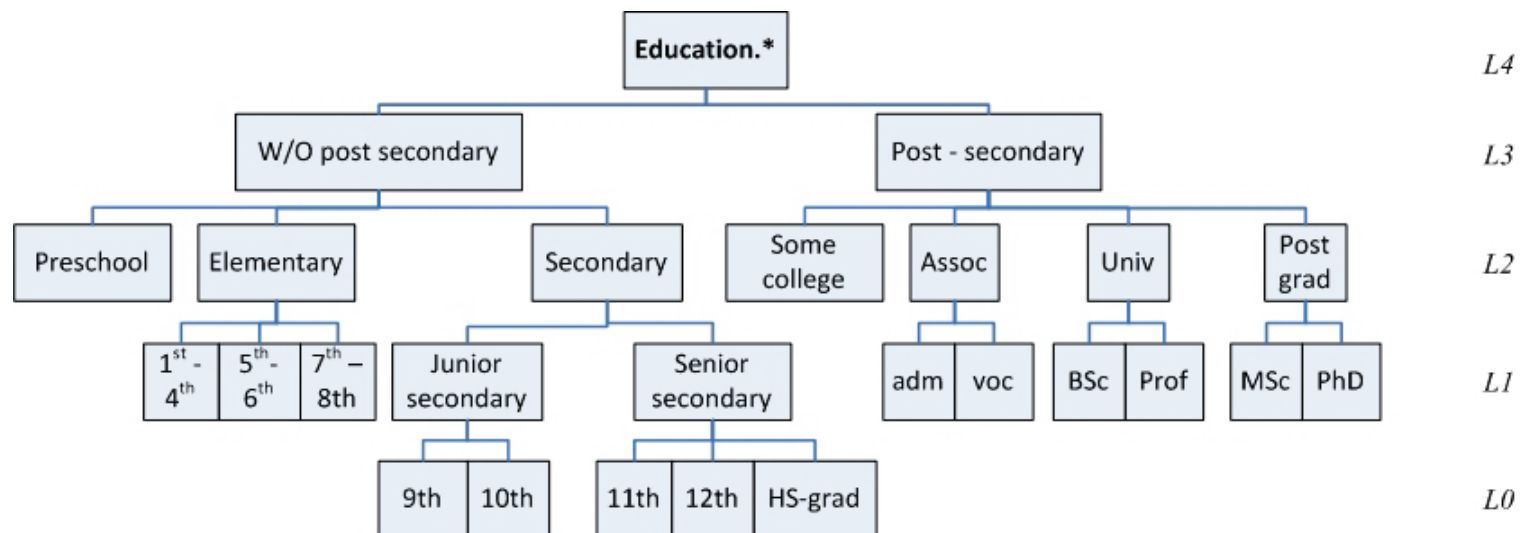 Education.*
L4
W/O post secondary
Post - secondary
L3
Preschool
Elementary
Secondary
Some
college
Assoc
Univ
Post
grad
L2
1st -
4th
5th -
6th
7th –
8th
Junior
secondary
Senior
secondary
adm
voc
BSc
Prof
MSc
PhD
L1
9th
10th
11th
12th
HS-grad
L0